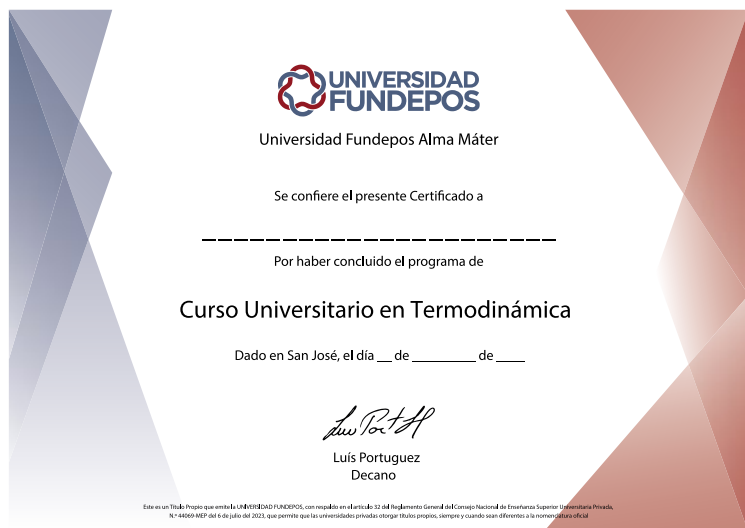 UNIVERSIDAD
FUNDEPOS
Universidad Fundepos Alma Máter
Se confiere el presente Certificado a
Por haber concluido el programa de
Curso Universitario en Termodinámica
Dado en San José, el día __ de ________ de ____
Luís Portuguez
Decano
Este es un Título Propio que emite la UNIVERSIDAD FUNDEPOS, con respaldo en el artículo 32 del Reglamento General del Consejo Nacional de Enseñanza Superior Universitaria Privada,
N.º 44069-MEP del 6 de julio del 2023, que permite que las universidades privadas otorgar títulos propios, siempre y cuando sean diferentes a la nomenclatura oficial